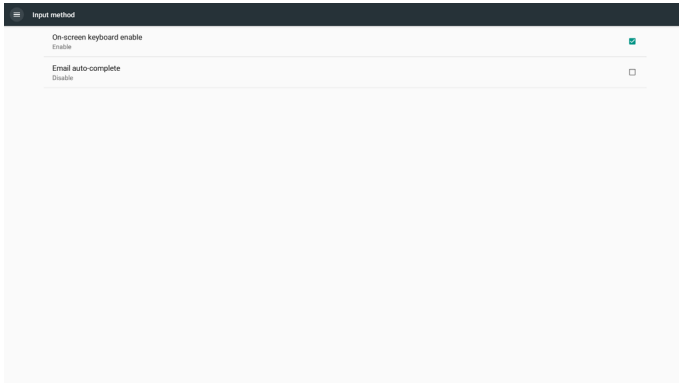 Input method
On-screen keyboard enable
Enable
Email auto-complete
Disable